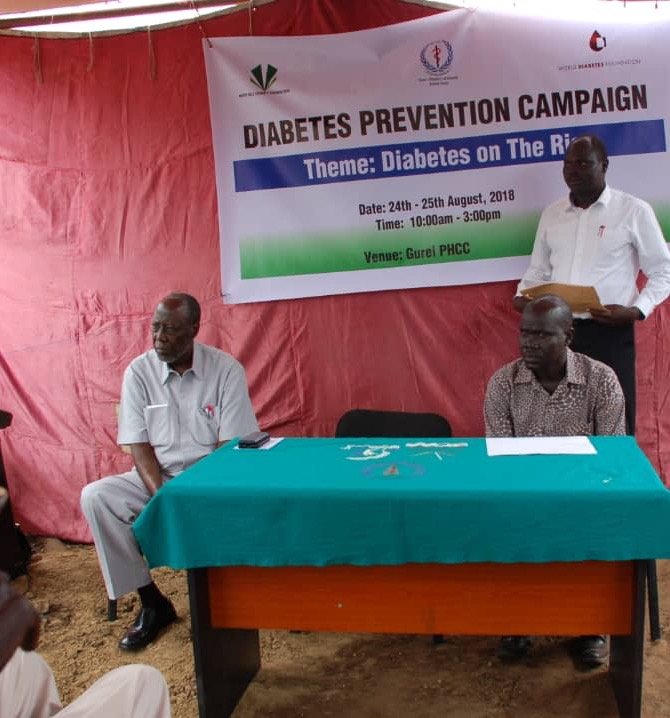 WORLD DIABETES FOUNDATION
DIABETES PREVENTION CAMPAIGN
Theme: Diabetes on The Ris
Date: 24th - 25th August, 2018
Time: 10:00am - 3:00pm
Venue: Gurei PHCC